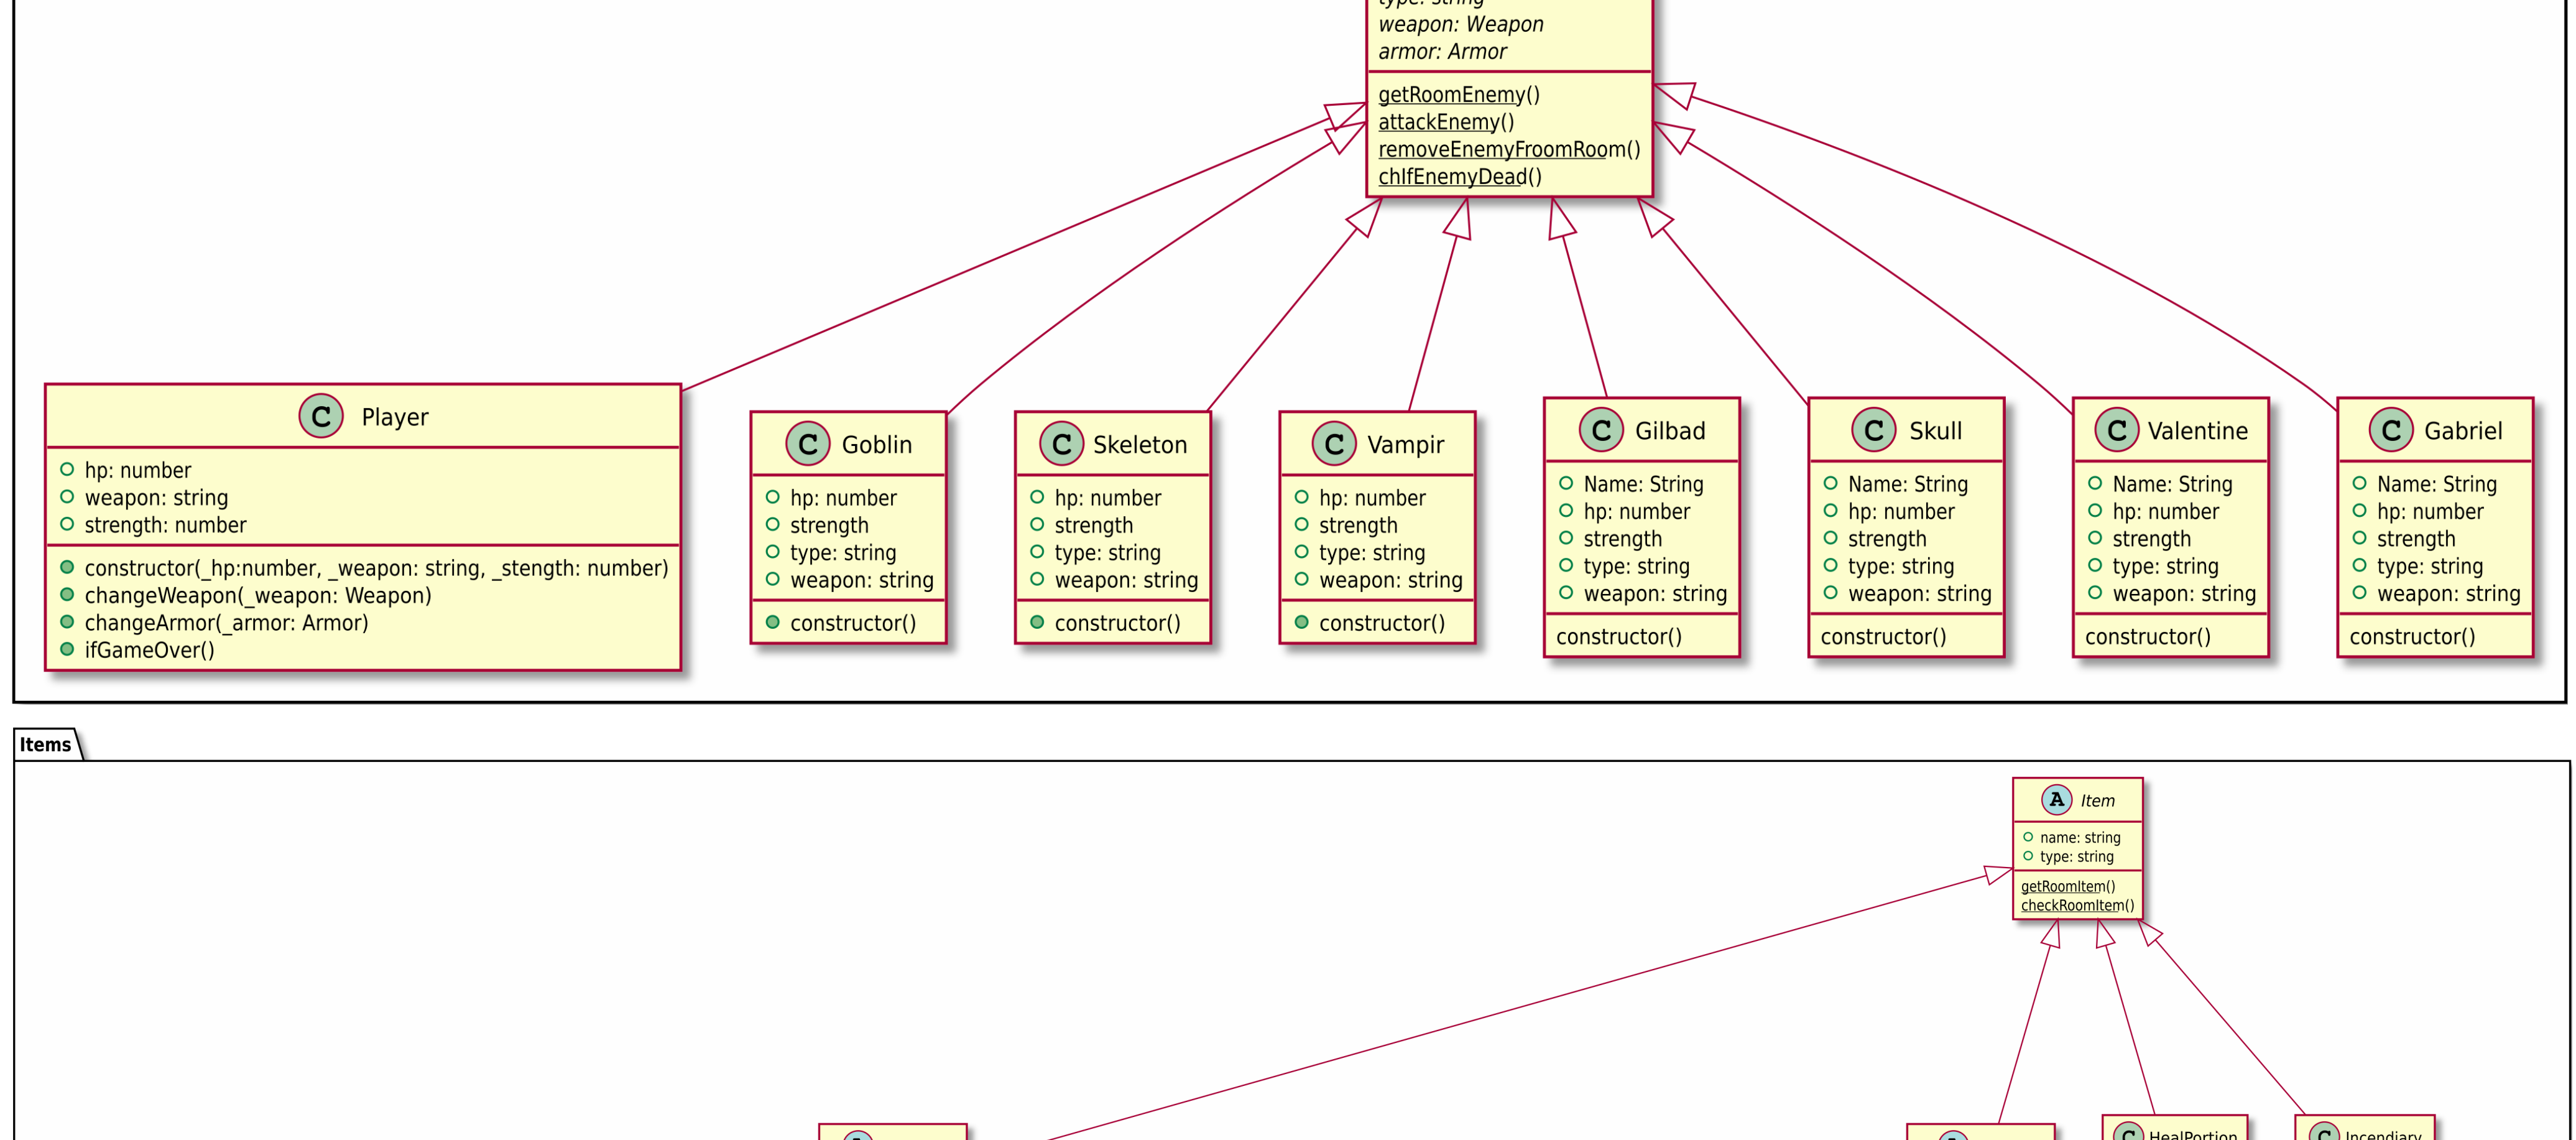 type: string
weapon: Weapon
armor: Armor
getRoomEnemy()
attackEnemy()
removeEnemyFroomRoom()
chIfEnemyDead()
C Player
hp: number
weapon: string
strength: number
constructor(_hp:number, _weapon: string, _stength: number)
changeWeapon(_weapon: Weapon)
changeArmor(_armor: Armor)
ifGameOver()
C Goblin
hp: number
strength
type: string
weapon: string
constructor()
C Skeleton
hp: number
strength
type: string
weapon: string
constructor()
C Vampir
hp: number
strength
type: string
weapon: string
constructor()
C Gilbad
Name: String
hp: number
strength
type: string
weapon: string
constructor()
C Skull
Name: String
hp: number
strength
type: string
weapon: string
constructor()
C Valentine
Name: String
hp: number
strength
type: string
weapon: string
constructor()
C Gabriel
Name: String
hp: number
strength
type: string
weapon: string
constructor()
Items
A Item
name: string
type: string
getRoomItem()
checkRoomItem()
C HealPortion
C Incendiary